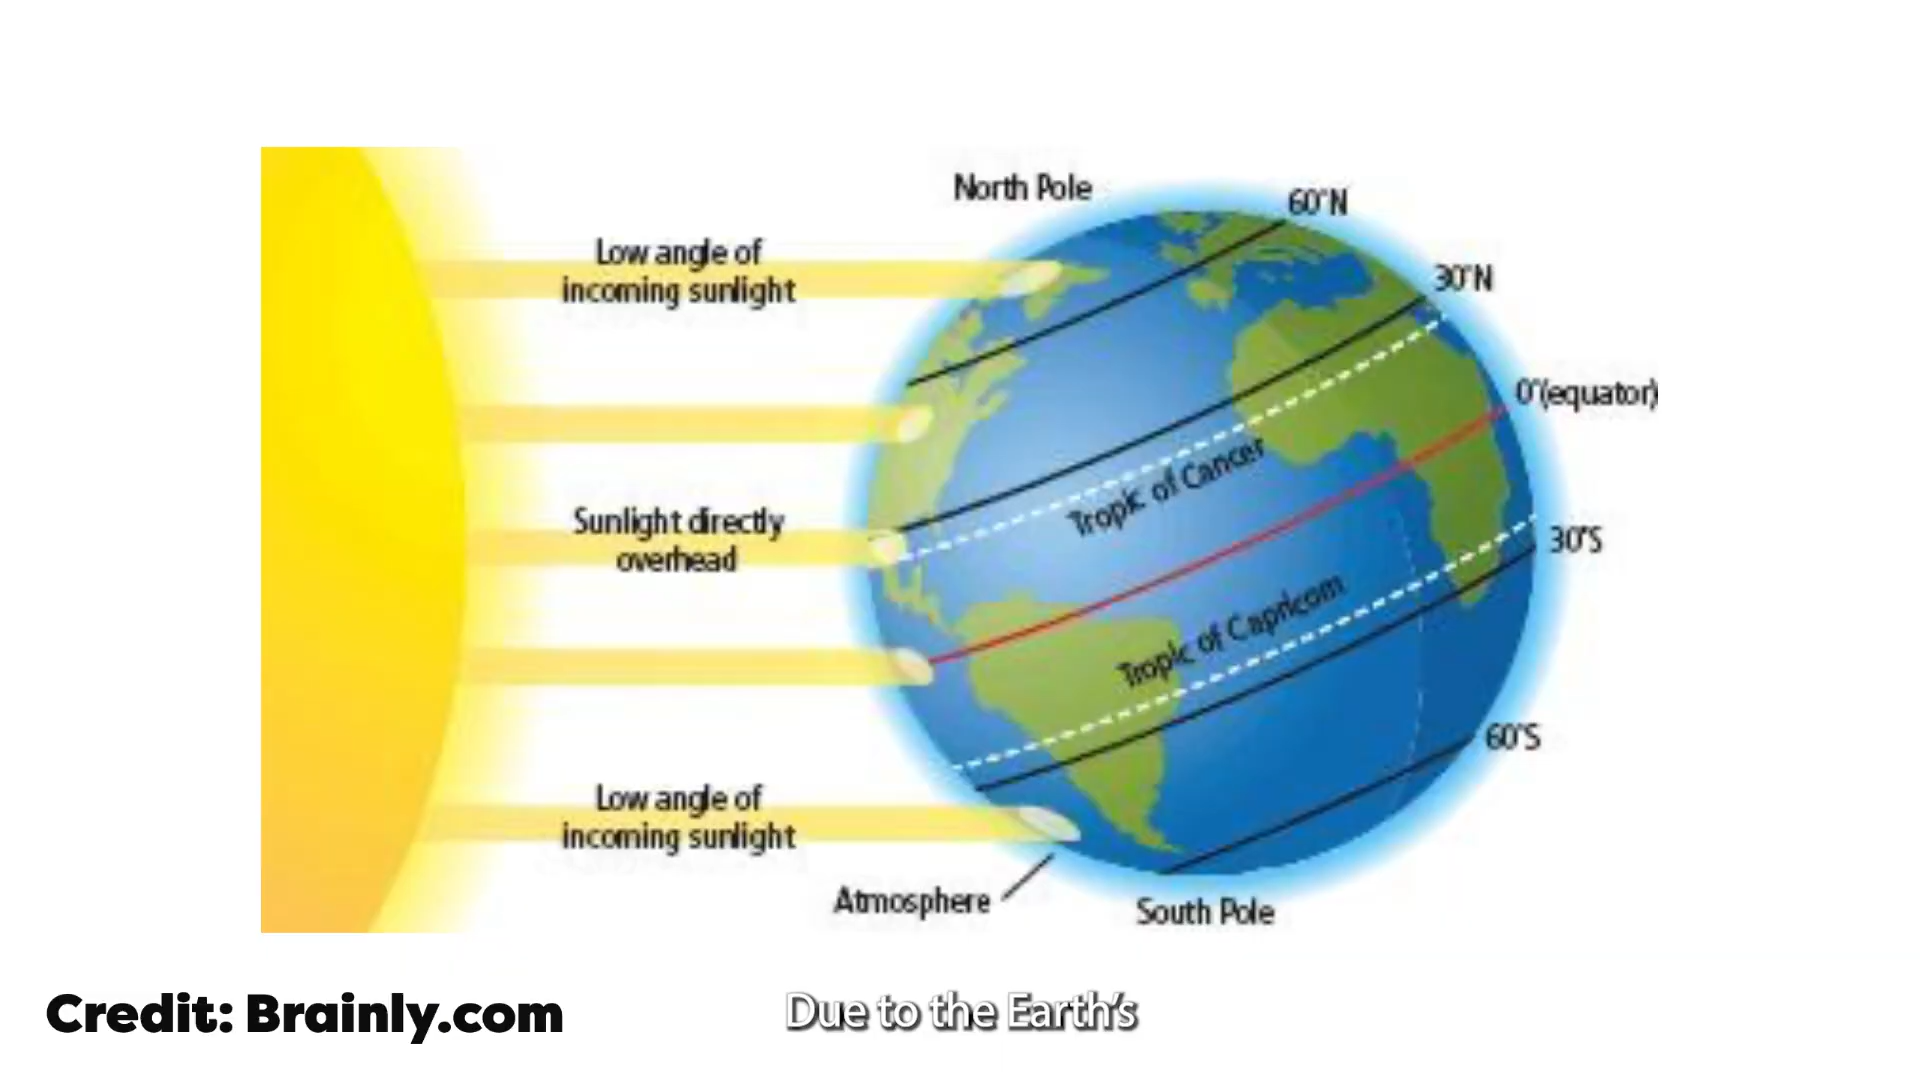 North Pole
60°N
Low angle of
incoming sunlight
30°N
0°(equator)
Tropic of Cancer
Sunlight directly
overhead
30°S
Tropic of Capricorn
60°S
Low angle of
incoming sunlight
Atmosphere
South Pole
Credit: Brainly.com
Due to the Earth's